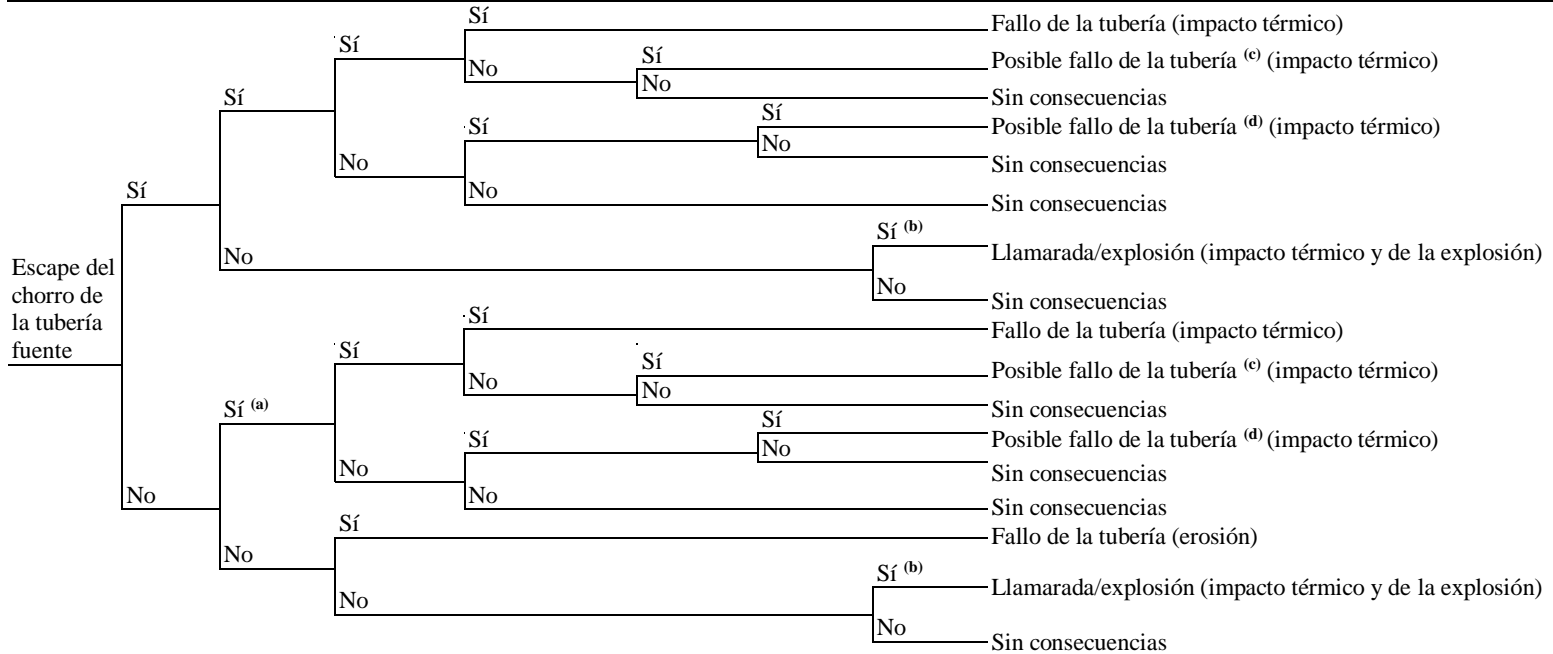 Sí
Fallo de la tubería (impacto térmico)
Sí
No
Sí
Posible fallo de la tubería (c) (impacto térmico)
No
Sin consecuencias
Sí
Sí
Posible fallo de la tubería (d) (impacto térmico)
Sí
No
No
Sin consecuencias
Sí
No
Sin consecuencias
Sí (b)
Llamarada/explosión (impacto térmico y de la explosión)
No
No
Sin consecuencias
Escape del
chorro de
la tubería
fuente
Sí
Fallo de la tubería (impacto térmico)
Sí
No
Sí
Posible fallo de la tubería (c) (impacto térmico)
No
Sin consecuencias
Sí (a)
Sí
Sí
Posible fallo de la tubería (d) (impacto térmico)
No
No
Sin consecuencias
No
No
Sin consecuencias
Sí
Fallo de la tubería (erosión)
No
Sí (b)
Llamarada/explosión (impacto térmico y de la explosión)
No
No
Sin consecuencias